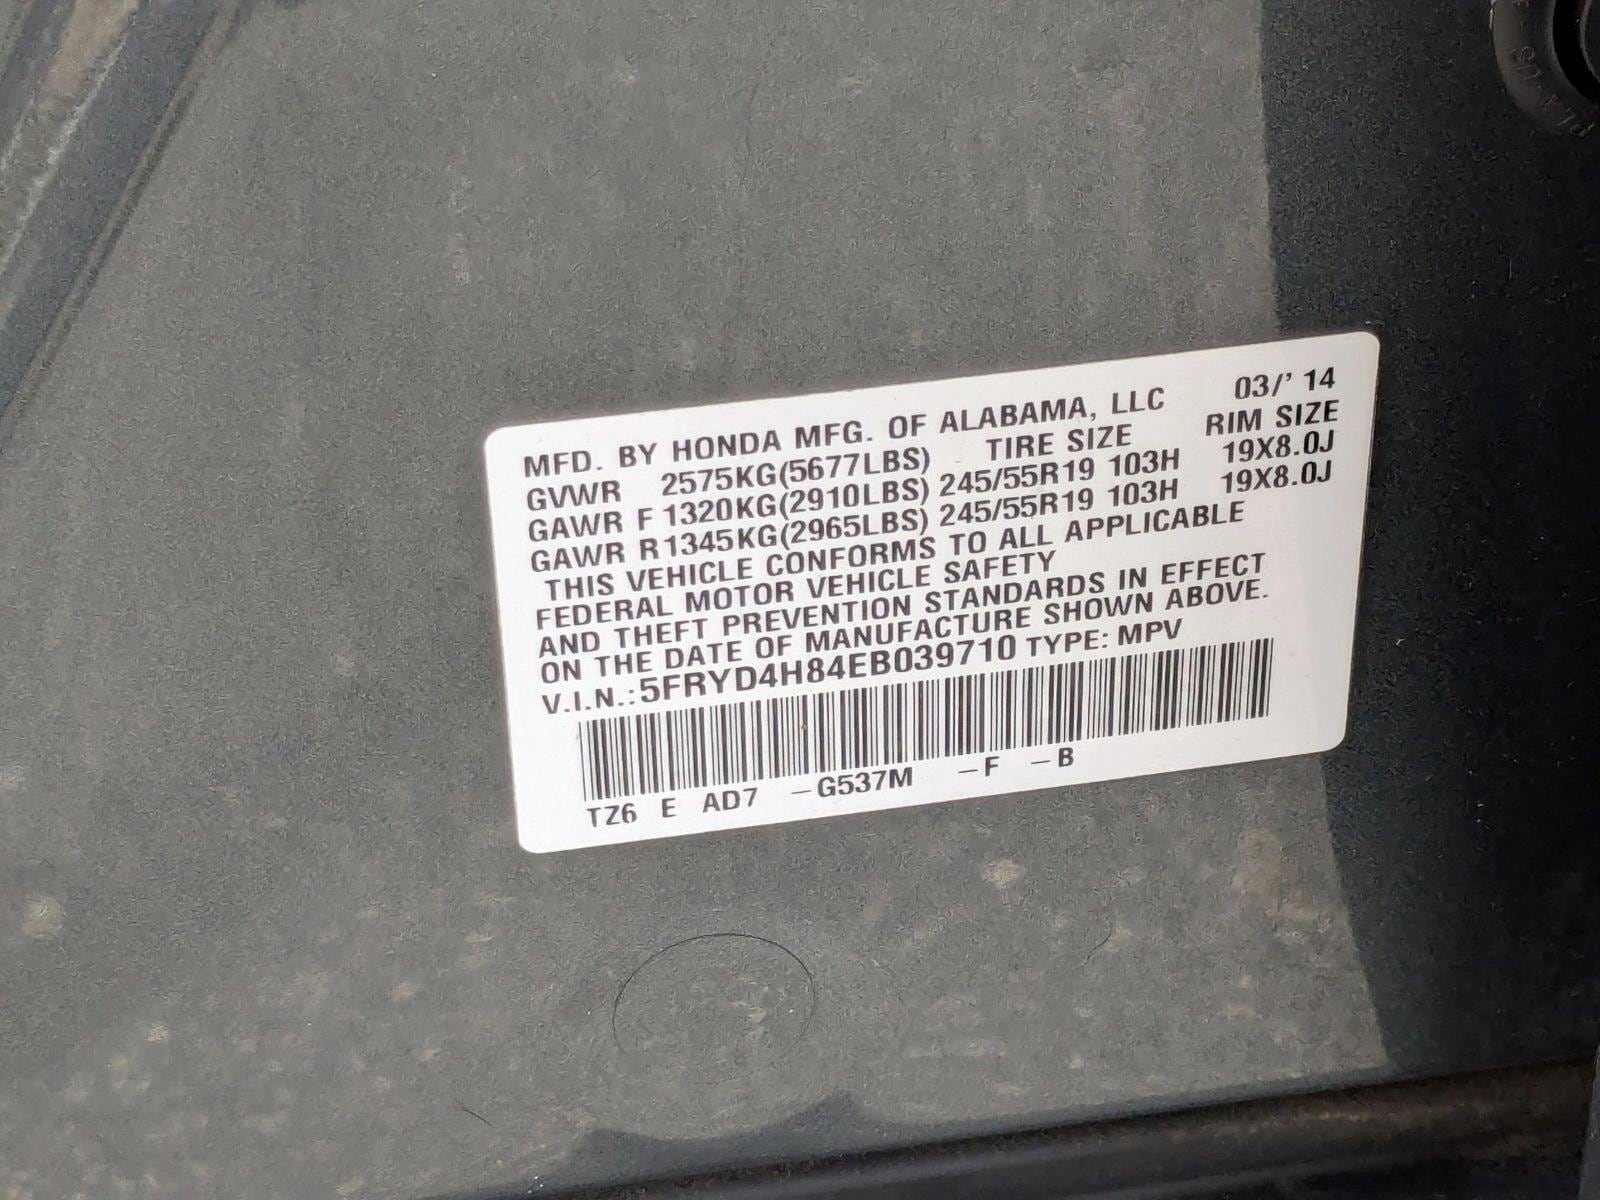 MFD. BY HONDA MFG. OF ALABAMA, LLC 03/' 14
GVWR 2575KG(5677LBS) TIRE SIZE RIM SIZE
GAWR F 1320KG(2910LBS) 245/55R19 103H 19X8.0J
GAWR R1345KG(2965LBS) 245/55R19 103H 19X8.0J
THIS VEHICLE CONFORMS TO ALL APPLICABLE
FEDERAL MOTOR VEHICLE SAFETY
AND THEFT PREVENTION STANDARDS IN EFFECT
ON THE DATE OF MANUFACTURE SHOWN ABOVE.
V.I.N.:5FRYD4H84EB039710 TYPE: MPV
TZ6 E AD7 –G537M –F –B